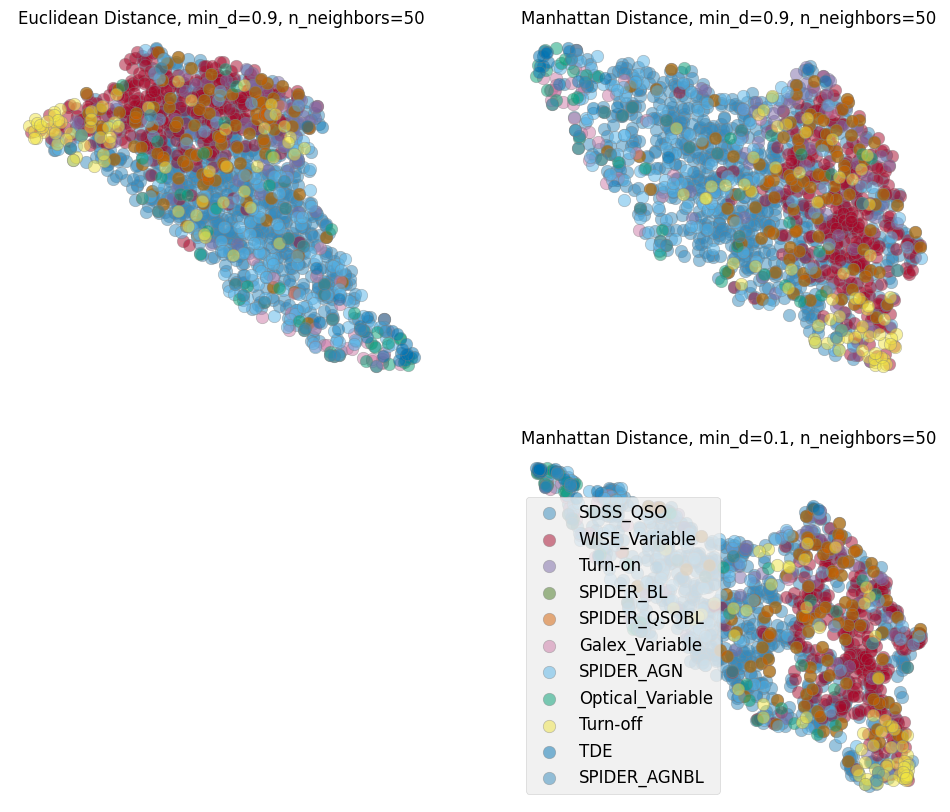 Euclidean Distance, min_d=0.9, n_neighbors=50
Manhattan Distance, min_d=0.9, n_neighbors=50
Manhattan Distance, min_d=0.1, n_neighbors=50
SDSS_QSO
WISE_Variable
Turn-on
SPIDER_BL
SPIDER_QSOBL
Galex_Variable
SPIDER_AGN
Optical_Variable
Turn-off
TDE
SPIDER_AGNBL